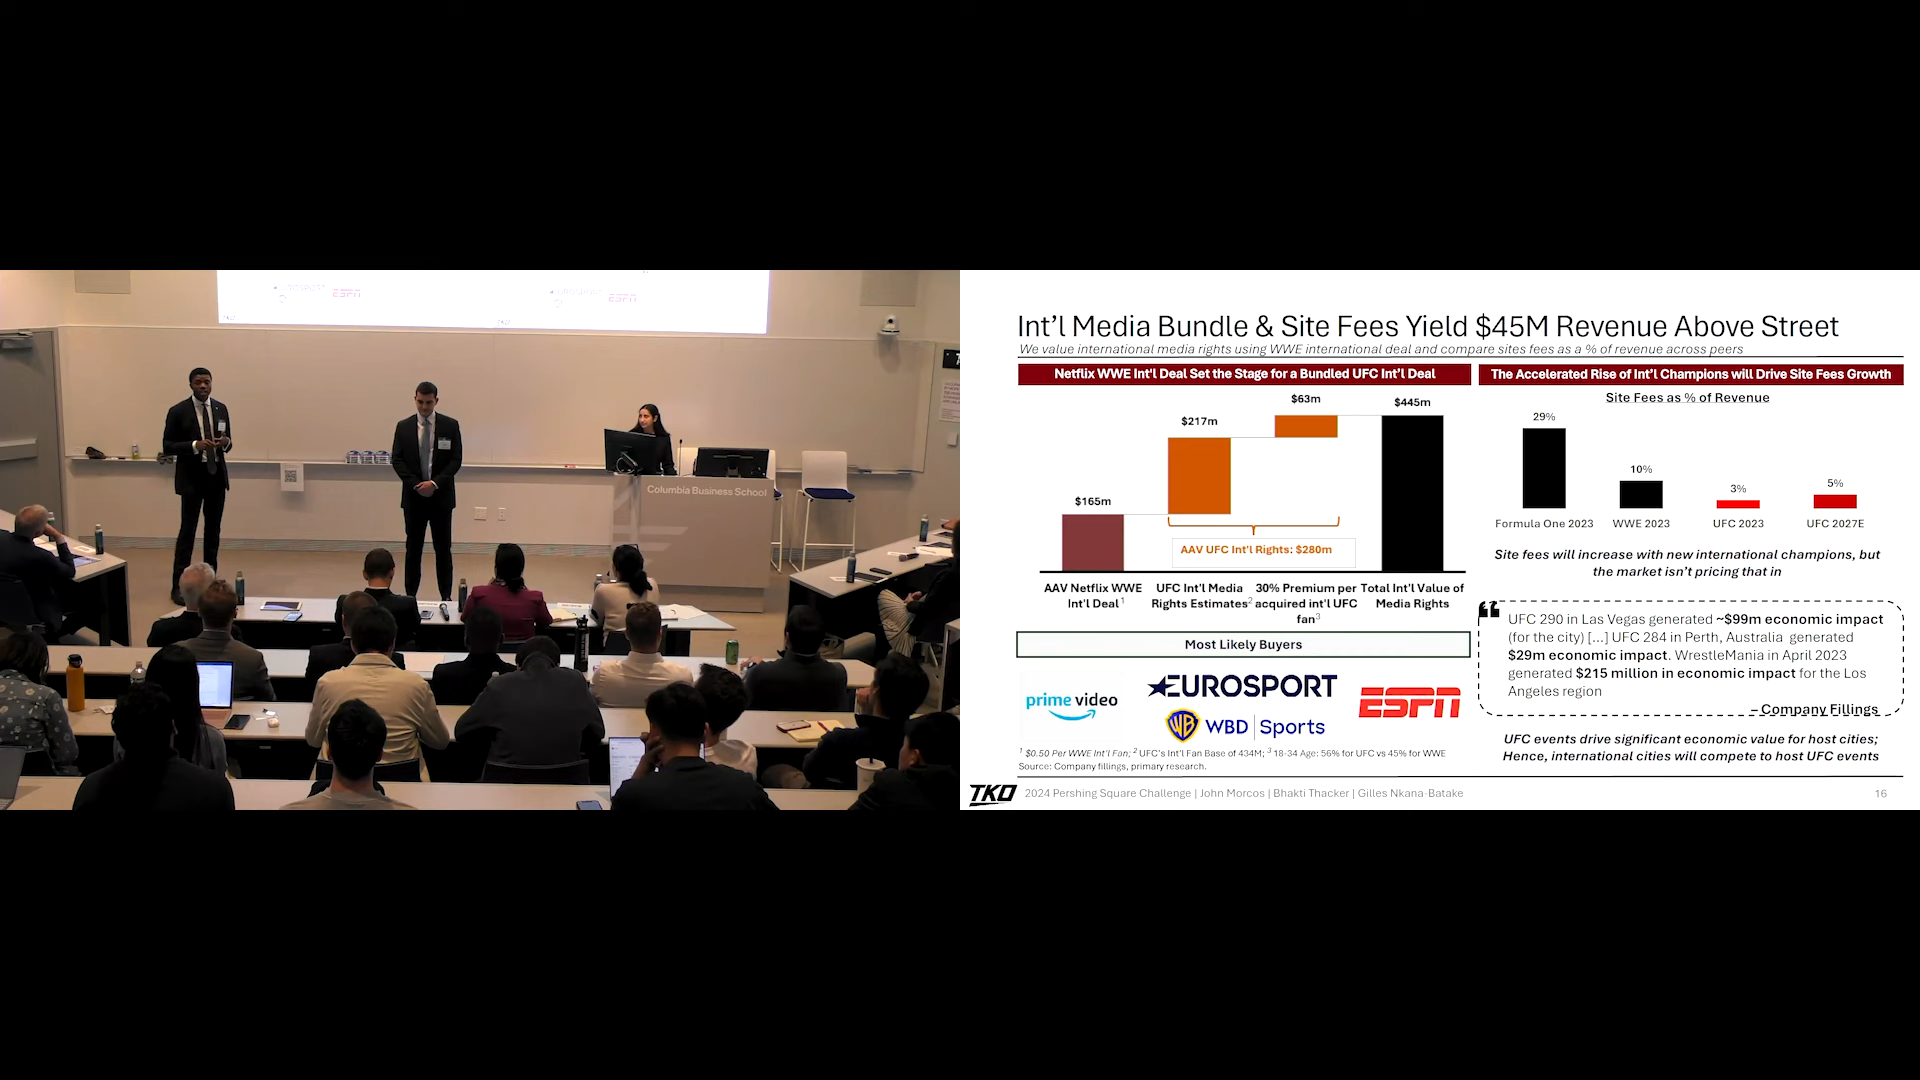 ESPN
ESPN
TKO
TKO
Columbia Business School
Int'l Media Bundle & Site Fees Yield $45M Revenue Above Street
We value international media rights using WWE international deal and compare sites fees as a % of revenue across peers
Netflix WWE Int'l Deal Set the Stage for a Bundled UFC Int'l Deal
$165m
$217m
$63m
$445m
AAV UFC Int'l Rights: $280m
AAV Netflix WWE Int'l Deal1
UFC Int'l Media Rights Estimates2
30% Premium per acquired int'l UFC fan3
Total Int'l Value of Media Rights
Most Likely Buyers
prime video
EUROSPORT
WB WBD Sports
ESPN
1 $0.50 Per WWE Int'l Fan; 2 UFC's Int'l Fan Base of 434M; 3 18-34 Age: 56% for UFC vs 45% for WWE
Source: Company fillings, primary research.
The Accelerated Rise of Int'l Champions will Drive Site Fees Growth
Site Fees as % of Revenue
29%
10%
3%
5%
Formula One 2023
WWE 2023
UFC 2023
UFC 2027E
Site fees will increase with new international champions, but
the market isn't pricing that in
“ UFC 290 in Las Vegas generated ~$99m economic impact
(for the city) [...] UFC 284 in Perth, Australia generated
$29m economic impact. WrestleMania in April 2023
generated $215 million in economic impact for the Los
Angeles region
– Company Fillings
UFC events drive significant economic value for host cities;
Hence, international cities will compete to host UFC events
TKO 2024 Pershing Square Challenge | John Morcos | Bhakti Thacker | Gilles Nkana-Batake
16